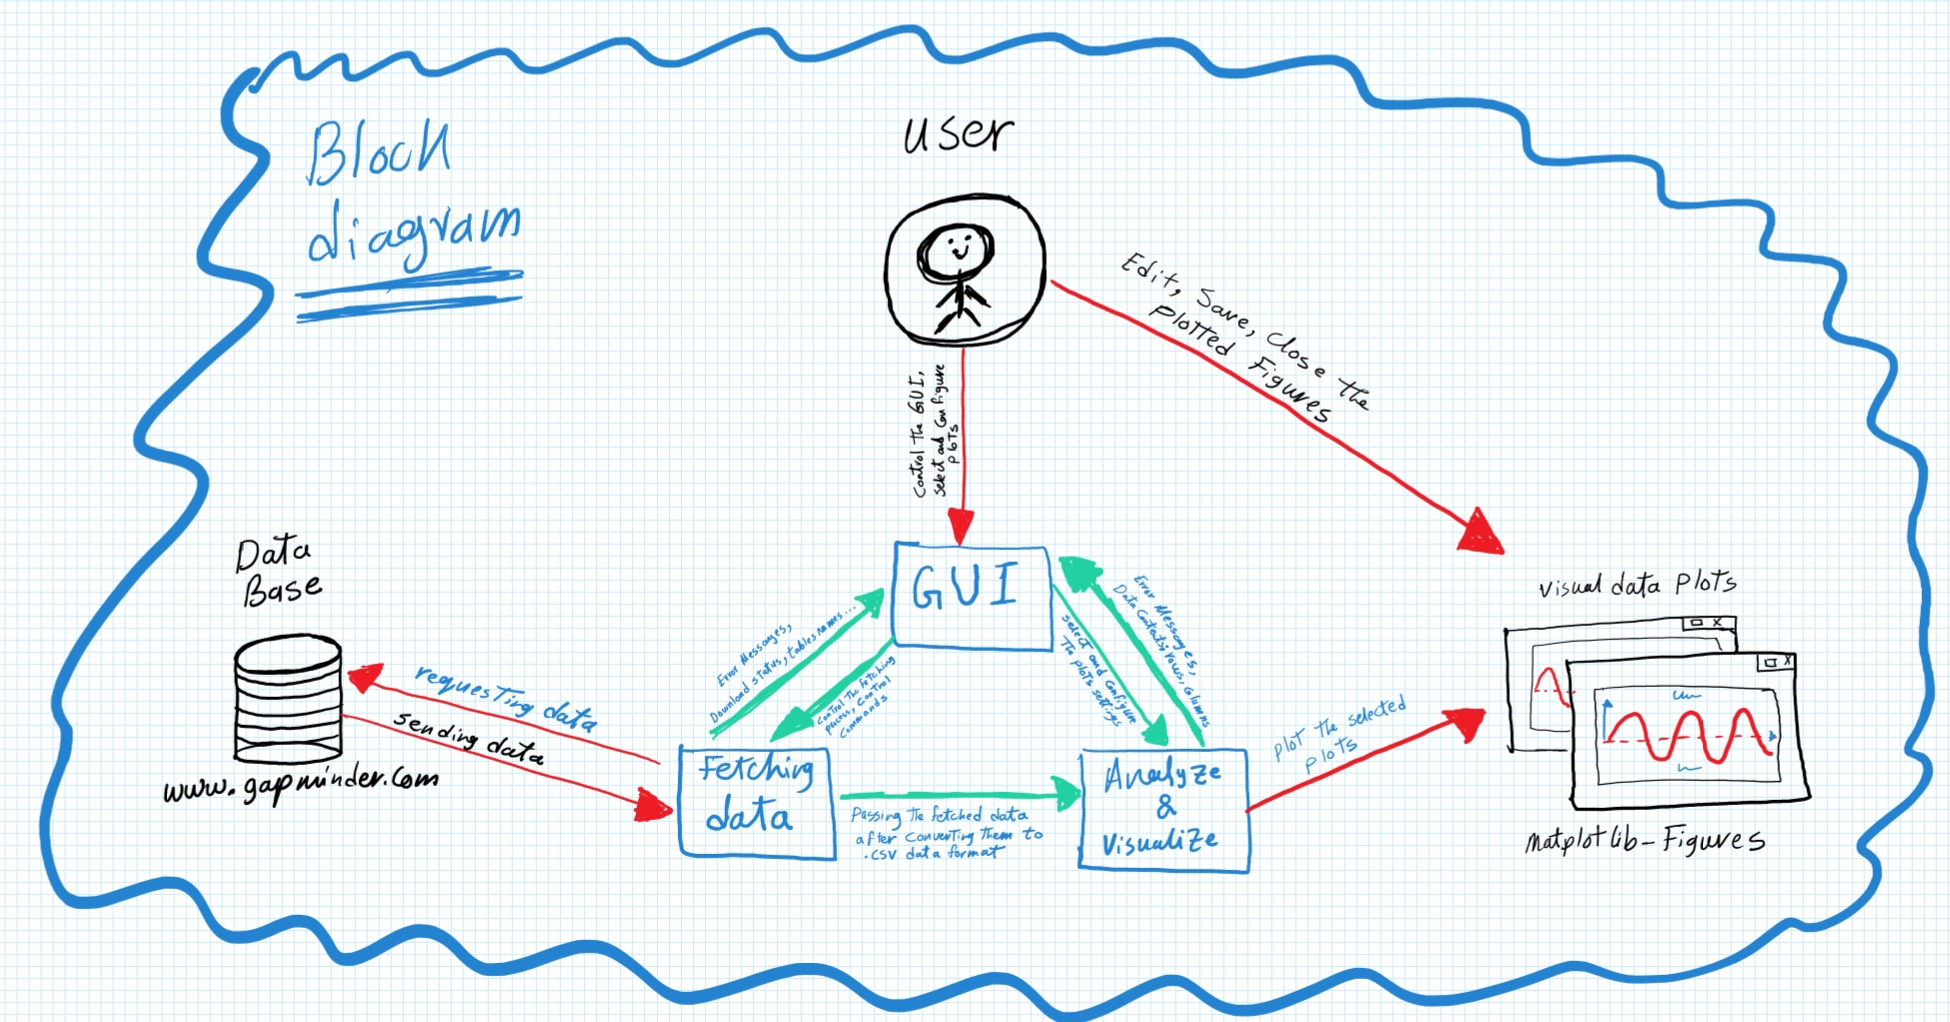 Block
diagram
user
Edit, Save, Close the
plotted Figures
Control the GUI,
Select and Configure
plots
Data
Base
GUI
visual data plots
Error Messages,
Download status, tables names...
Control the fetching
process, Control
Commands
Select and Configure
the plots settings
Error Messages,
Data Contents, rows, Columns
requesting data
sending data
www.gapminder.com
Fetching
data
Passing the fetched data
after converting them to
.CSV data format
Analyze
&
Visualize
plot the selected
plots
X
X
Matplotlib-Figures